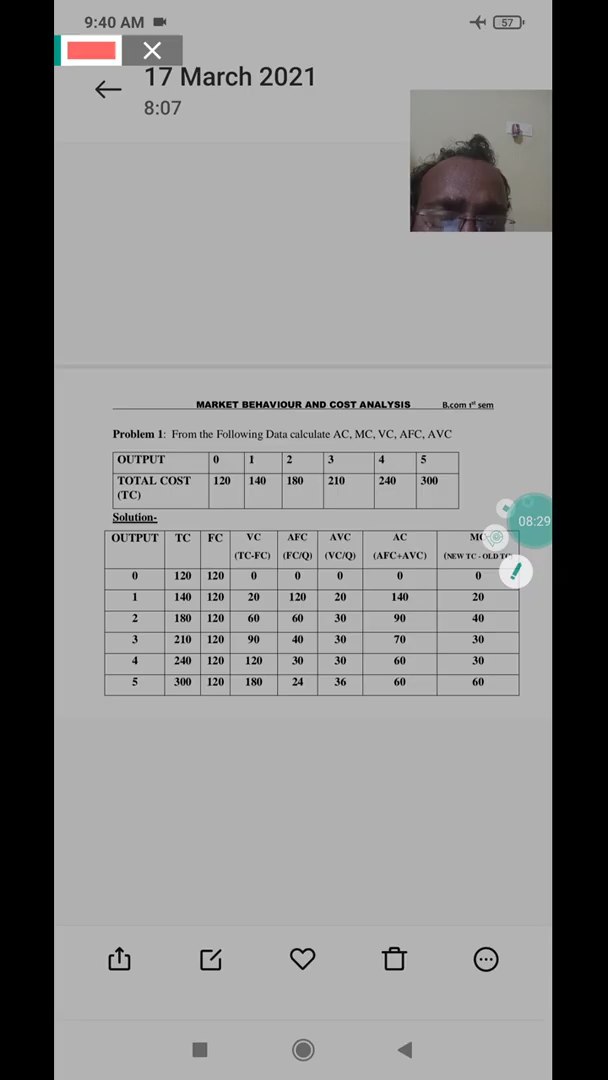 9:40 AM
57
17 March 2021
8:07
MARKET BEHAVIOUR AND COST ANALYSIS B.com 1st sem
Problem 1: From the Following Data calculate AC, MC, VC, AFC, AVC
OUTPUT 0 1 2 3 4 5
TOTAL COST (TC) 120 140 180 210 240 300
Solution-
08:29
OUTPUT TC FC VC AFC AVC AC MC
(TC-FC) (FC/Q) (VC/Q) (AFC+AVC) (NEW TC - OLD TC
0 120 120 0 0 0 0 0
1 140 120 20 120 20 140 20
2 180 120 60 60 30 90 40
3 210 120 90 40 30 70 30
4 240 120 120 30 30 60 30
5 300 120 180 24 36 60 60